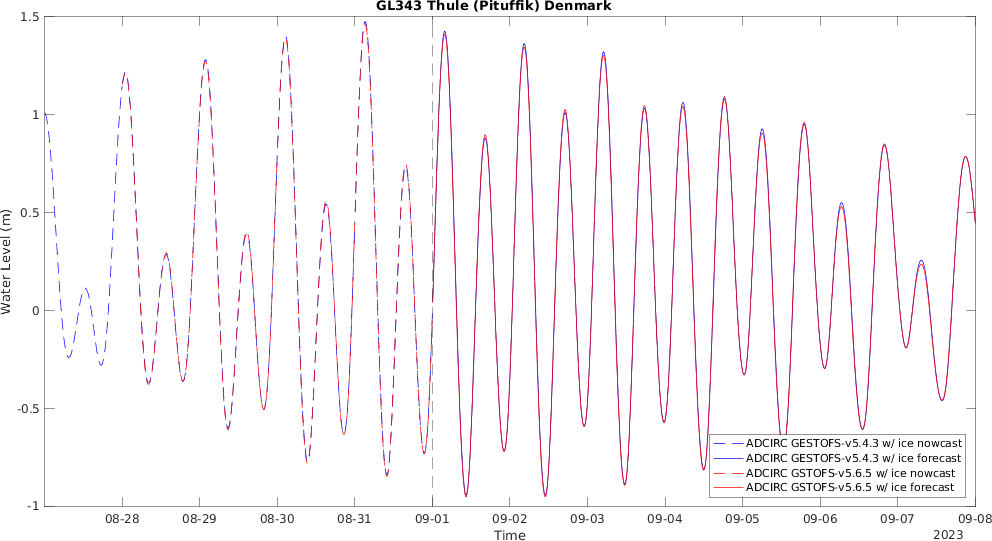 GL343 Thule (Pituffik) Denmark
1.5
1
0.5
0
-0.5
-1
Water Level (m)
08-28 08-29 08-30 08-31 09-01 09-02 09-03 09-04 09-05 09-06 09-07 09-08
Time
2023
ADCIRC GESTOFS-v5.4.3 w/ ice nowcast
ADCIRC GESTOFS-v5.4.3 w/ ice forecast
ADCIRC GSTOFS-v5.6.5 w/ ice nowcast
ADCIRC GSTOFS-v5.6.5 w/ ice forecast